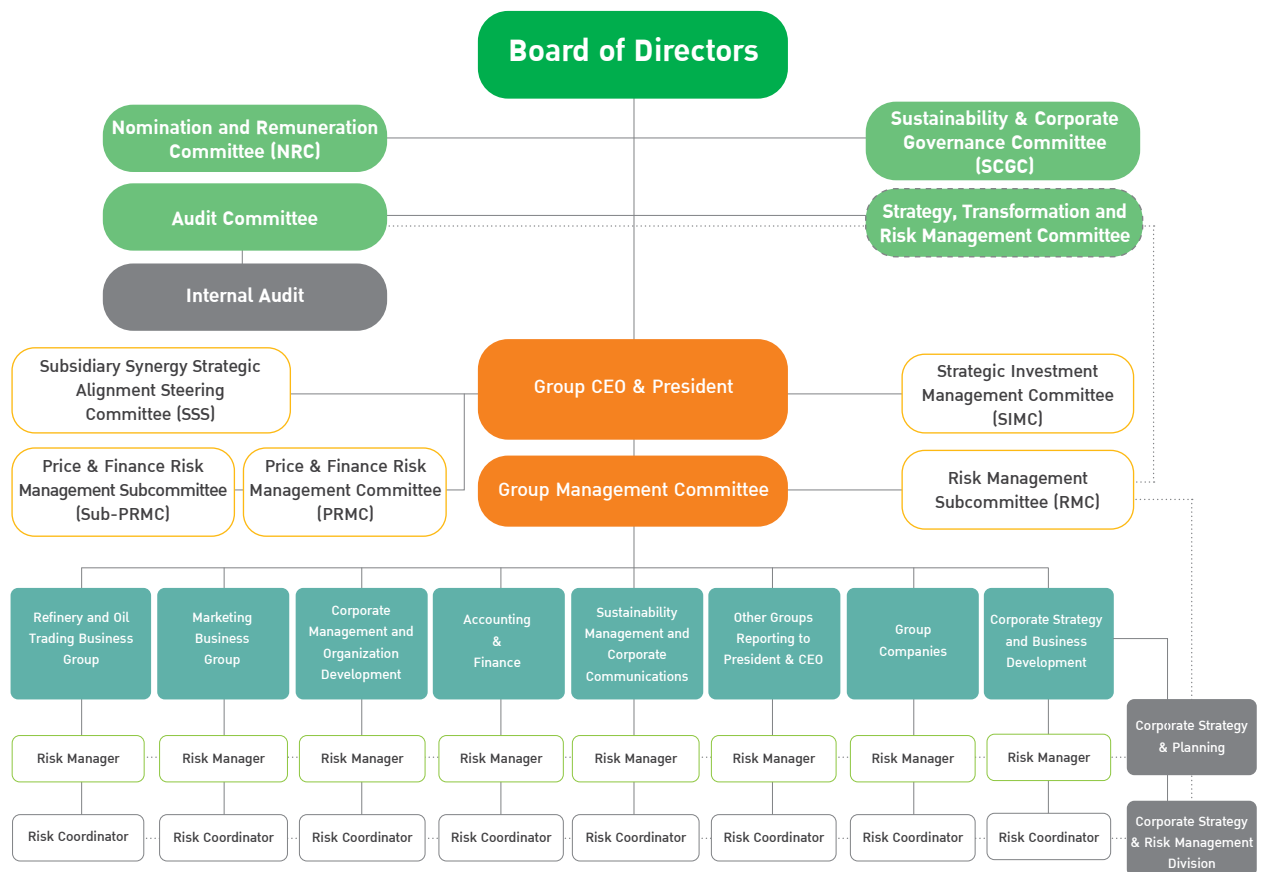 Board of Directors
Nomination and Remuneration
Committee (NRC)
Sustainability & Corporate
Governance Committee
(SCGC)
Audit Committee
Strategy, Transformation and
Risk Management Committee
Internal Audit
Subsidiary Synergy Strategic
Alignment Steering
Committee (SSS)
Group CEO & President
Strategic Investment
Management Committee
(SIMC)
Price & Finance Risk
Management Subcommittee
(Sub-PRMC)
Price & Finance Risk
Management Committee
(PRMC)
Group Management Committee
Risk Management
Subcommittee (RMC)
Refinery and Oil
Trading Business
Group
Marketing
Business
Group
Corporate
Management and
Organization
Development
Accounting
&
Finance
Sustainability
Management and
Corporate
Communications
Other Groups
Reporting to
President & CEO
Group
Companies
Corporate Strategy
and Business
Development
Corporate Strategy
& Planning
Risk Manager
Risk Manager
Risk Manager
Risk Manager
Risk Manager
Risk Manager
Risk Manager
Risk Manager
Risk Coordinator
Risk Coordinator
Risk Coordinator
Risk Coordinator
Risk Coordinator
Risk Coordinator
Risk Coordinator
Risk Coordinator
Corporate Strategy
& Risk Management
Division